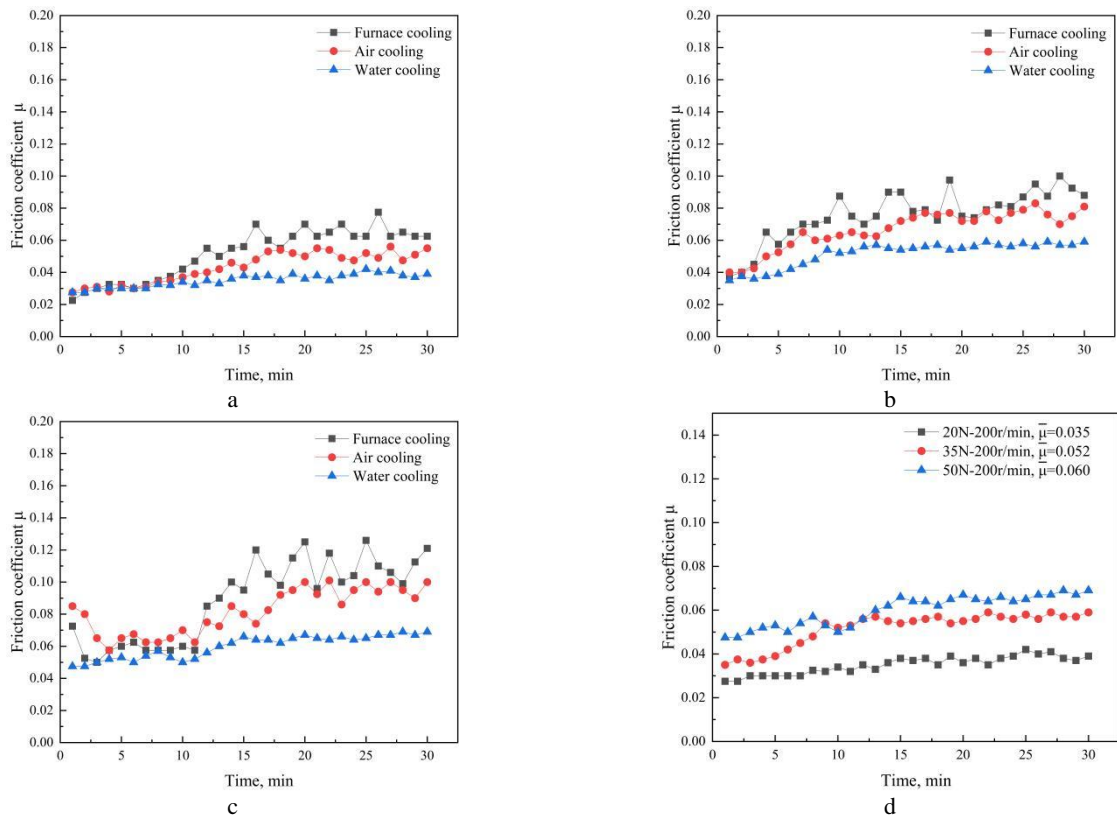 0.20
0.18
0.16
0.14
0.12
0.10
0.08
0.06
0.04
0.02
0.00
Friction coefficient μ
Furnace cooling
Air cooling
Water cooling
0 5 10 15 20 25 30
Time, min
a
0.20
0.18
0.16
0.14
0.12
0.10
0.08
0.06
0.04
0.02
0.00
Friction coefficient μ
Furnace cooling
Air cooling
Water cooling
0 5 10 15 20 25 30
Time, min
b
0.20
0.18
0.16
0.14
0.12
0.10
0.08
0.06
0.04
0.02
0.00
Friction coefficient μ
Furnace cooling
Air cooling
Water cooling
0 5 10 15 20 25 30
Time, min
c
0.14
0.12
0.10
0.08
0.06
0.04
0.02
0.00
Friction coefficient μ
20N-200r/min, μ̅=0.035
35N-200r/min, μ̅=0.052
50N-200r/min, μ̅=0.060
0 5 10 15 20 25 30
Time, min
d